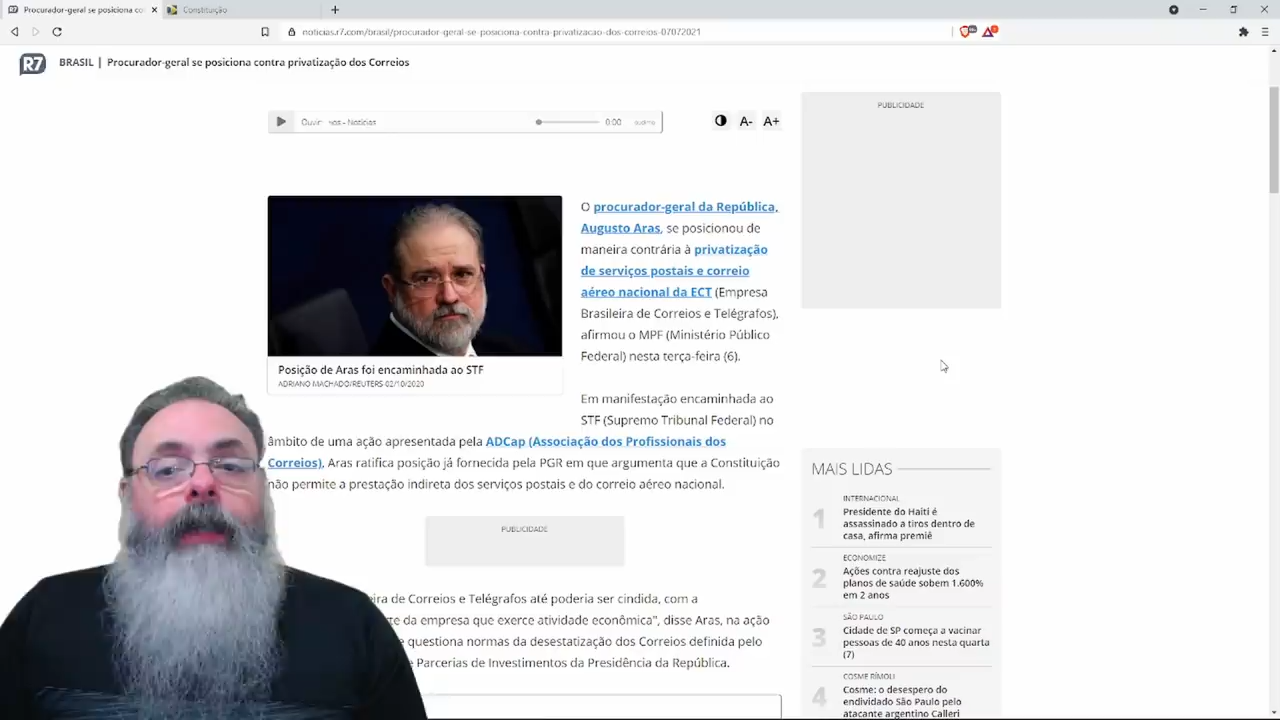 Procurador-geral se posiciona co
Constituição
noticias.r7.com/brasil/procurador-geral-se-posiciona-contra-privatizacao-dos-correios-07072021
R7
BRASIL | Procurador-geral se posiciona contra privatização dos Correios
Ouvir:
- Notícias
0:00
audima
A-
A+
PUBLICIDADE
Posição de Aras foi encaminhada ao STF
ADRIANO MACHADO/REUTERS 02/10/2020
O procurador-geral da República,
Augusto Aras, se posicionou de
maneira contrária à privatização
de serviços postais e correio
aéreo nacional da ECT (Empresa
Brasileira de Correios e Telégrafos),
afirmou o MPF (Ministério Público
Federal) nesta terça-feira (6).
Em manifestação encaminhada ao
STF (Supremo Tribunal Federal) no
âmbito de uma ação apresentada pela ADCap (Associação dos Profissionais dos
Correios), Aras ratifica posição já fornecida pela PGR em que argumenta que a Constituição
não permite a prestação indireta dos serviços postais e do correio aéreo nacional.
PUBLICIDADE
de Correios e Telégrafos até poderia ser cindida, com a
da empresa que exerce atividade econômica", disse Aras, na ação
questiona normas da desestatização dos Correios definida pelo
Parcerias de Investimentos da Presidência da República.
MAIS LIDAS
1
INTERNACIONAL
Presidente do Haiti é
assassinado a tiros dentro de
casa, afirma premiê
2
ECONOMIZE
Ações contra reajuste dos
planos de saúde sobem 1.600%
em 2 anos
3
SÃO PAULO
Cidade de SP começa a vacinar
pessoas de 40 anos nesta quarta
(7)
4
COSME RÍMOLI
Cosme: o desespero do
endividado São Paulo pelo
atacante argentino Calleri